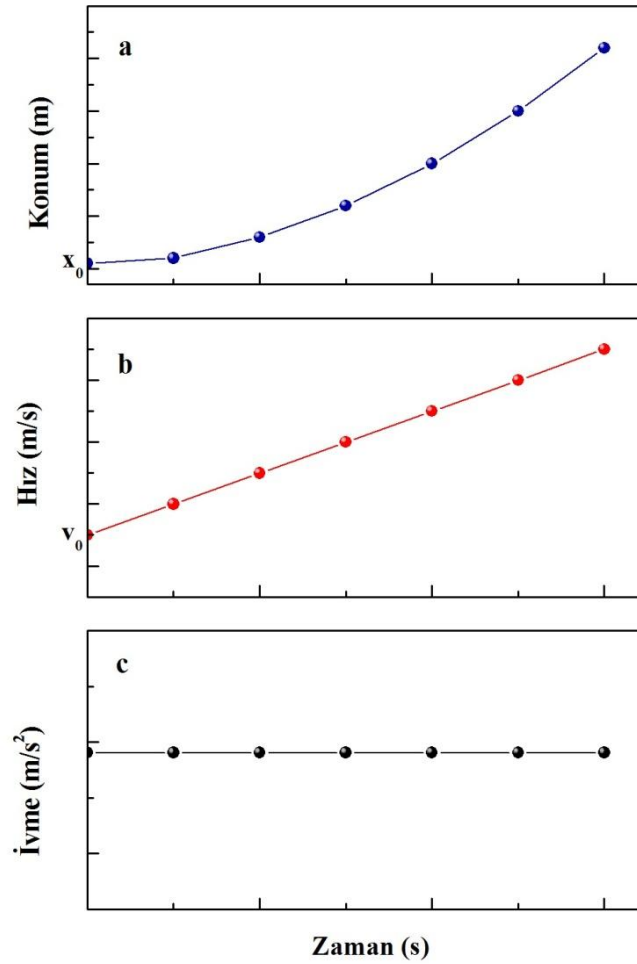 a
Konum (m)
x₀
b
Hız (m/s)
v₀
c
İvme (m/s²)
Zaman (s)